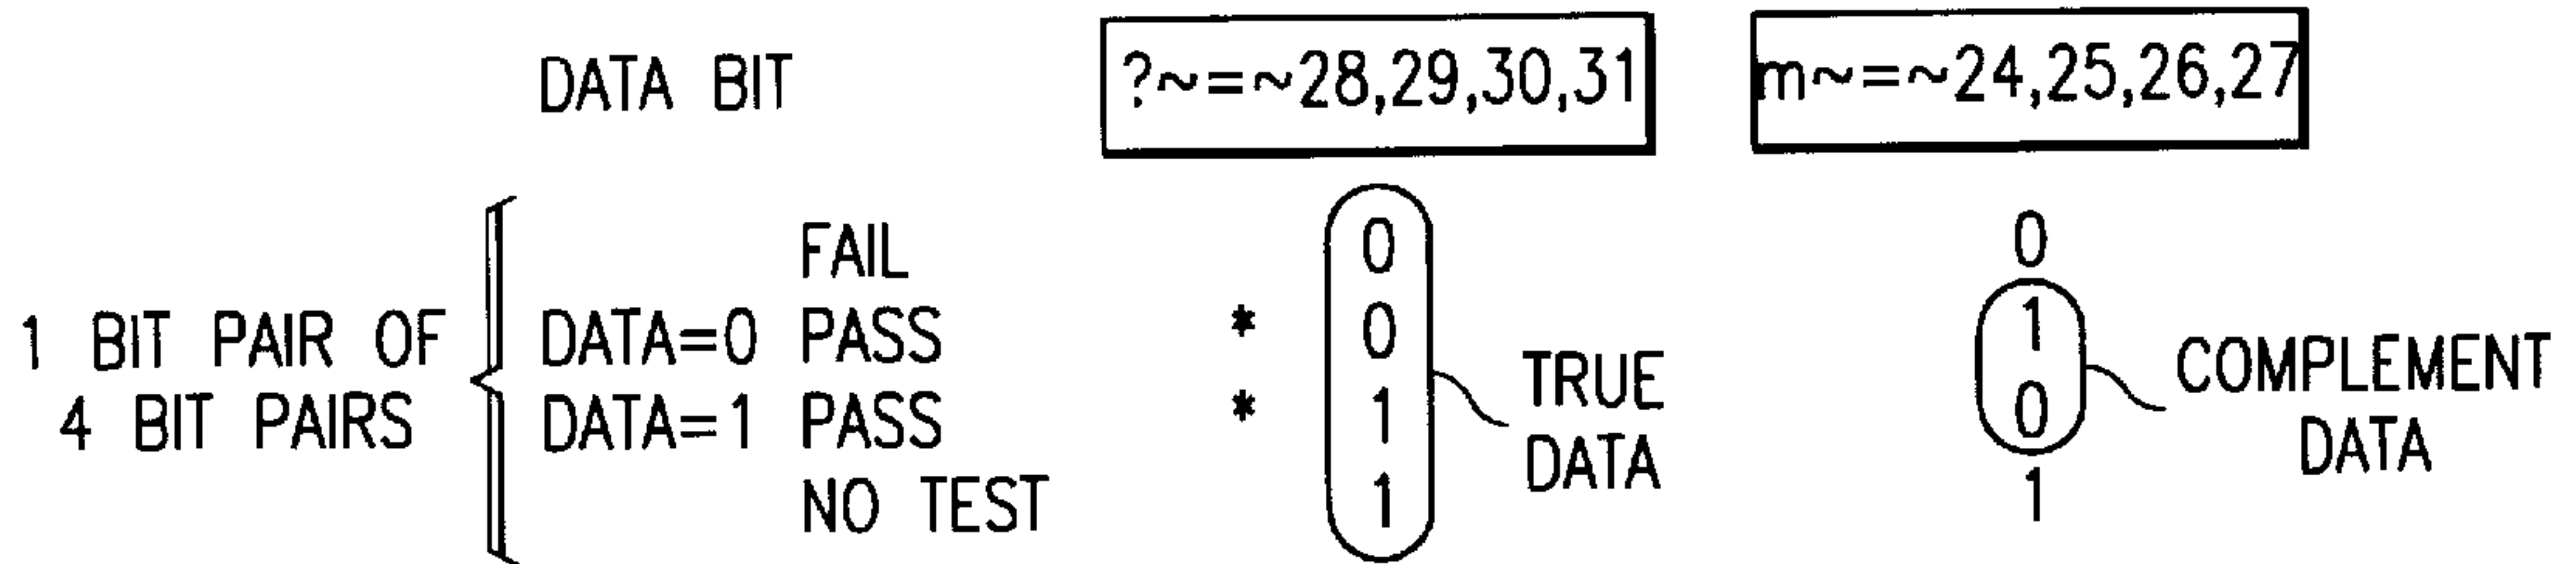 DATA BIT ?~=~28,29,30,31 m~=~24,25,26,27
FAIL 0 0
1 BIT PAIR OF DATA=0 PASS * 0 1
4 BIT PAIRS DATA=1 PASS * 1 0
NO TEST 1 1
TRUE
DATA
COMPLEMENT
DATA